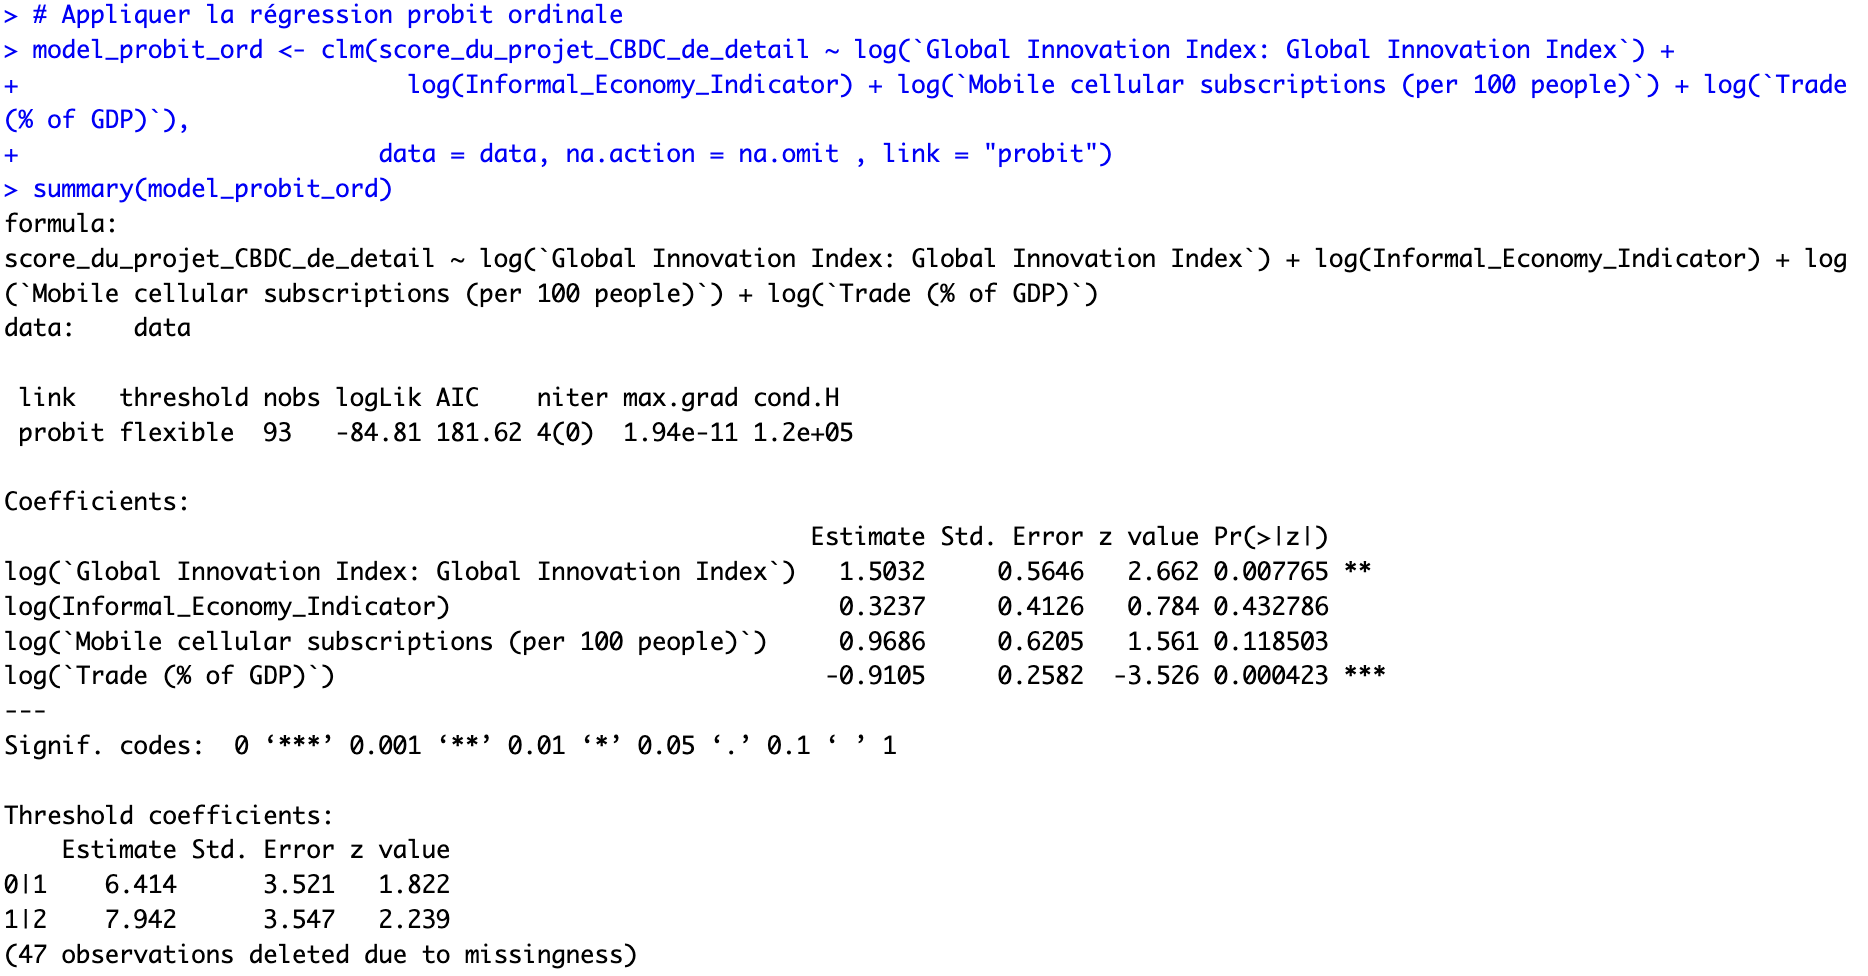 > # Appliquer la régression probit ordinale
> model_probit_ord <- clm(score_du_projet_CBDC_de_detail ~ log(`Global Innovation Index: Global Innovation Index`) +
+                            log(Informal_Economy_Indicator) + log(`Mobile cellular subscriptions (per 100 people)`) + log(`Trade
(% of GDP)`),
+                          data = data, na.action = na.omit , link = "probit")
> summary(model_probit_ord)
formula:
score_du_projet_CBDC_de_detail ~ log(`Global Innovation Index: Global Innovation Index`) + log(Informal_Economy_Indicator) + log
(`Mobile cellular subscriptions (per 100 people)`) + log(`Trade (% of GDP)`)
data:    data

 link   threshold nobs logLik AIC    niter max.grad cond.H
 probit flexible  93   -84.81 181.62 4(0)  1.94e-11 1.2e+05

Coefficients:
                                                        Estimate Std. Error z value Pr(>|z|)
log(`Global Innovation Index: Global Innovation Index`)   1.5032     0.5646   2.662 0.007765 **
log(Informal_Economy_Indicator)                           0.3237     0.4126   0.784 0.432786
log(`Mobile cellular subscriptions (per 100 people)`)     0.9686     0.6205   1.561 0.118503
log(`Trade (% of GDP)`)                                  -0.9105     0.2582  -3.526 0.000423 ***
---
Signif. codes:  0 ‘***’ 0.001 ‘**’ 0.01 ‘*’ 0.05 ‘.’ 0.1 ‘ ’ 1

Threshold coefficients:
    Estimate Std. Error z value
0|1    6.414      3.521   1.822
1|2    7.942      3.547   2.239
(47 observations deleted due to missingness)